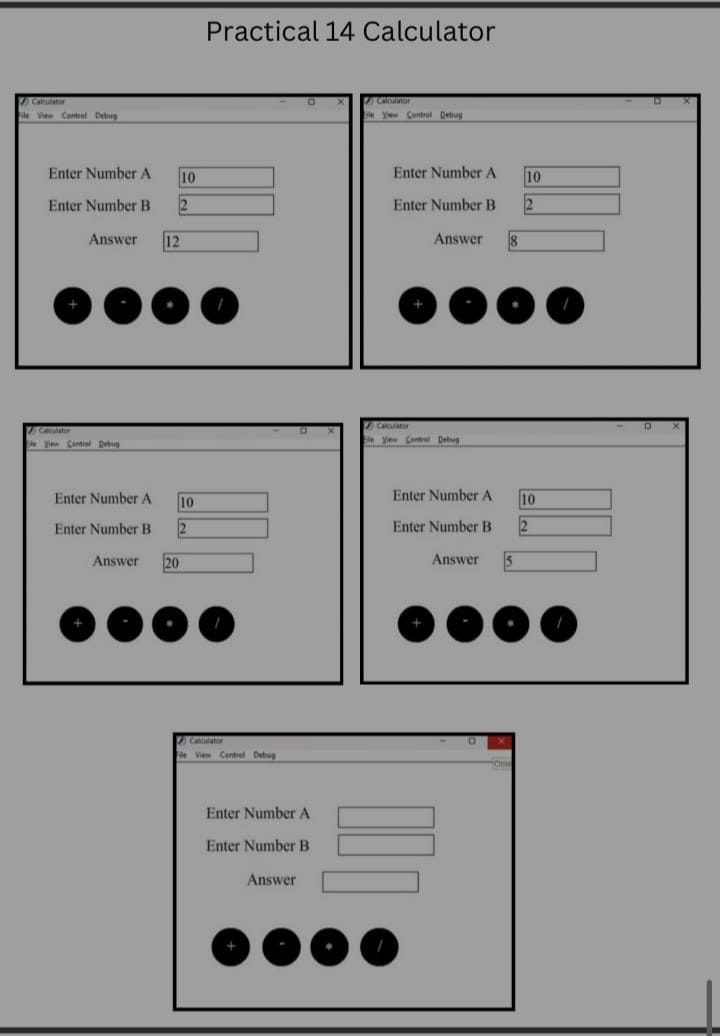 Practical 14 Calculator
Calculator
File View Control Debug
Enter Number A 10
Enter Number B 2
Answer 12
+ - * /
Calculator
File View Control Debug
Enter Number A 10
Enter Number B 2
Answer 8
+ - * /
Calculator
File View Control Debug
Enter Number A 10
Enter Number B 2
Answer 20
+ - * /
Calculator
File View Control Debug
Enter Number A 10
Enter Number B 2
Answer 5
+ - * /
Calculator
File View Control Debug
Close
Enter Number A
Enter Number B
Answer
+ - * /